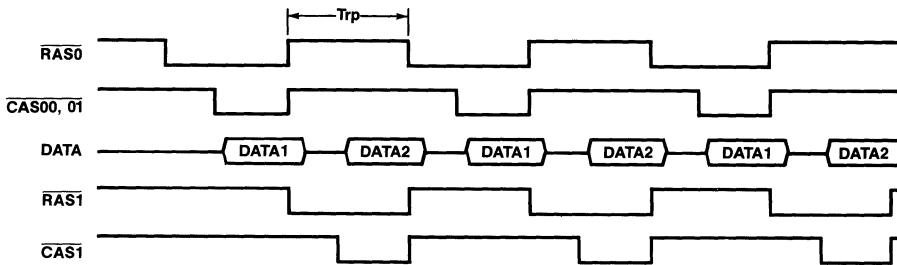 Trp
RAS0
CAS00, 01
DATA DATA1 DATA2 DATA1 DATA2 DATA1 DATA2
RAS1
CAS1